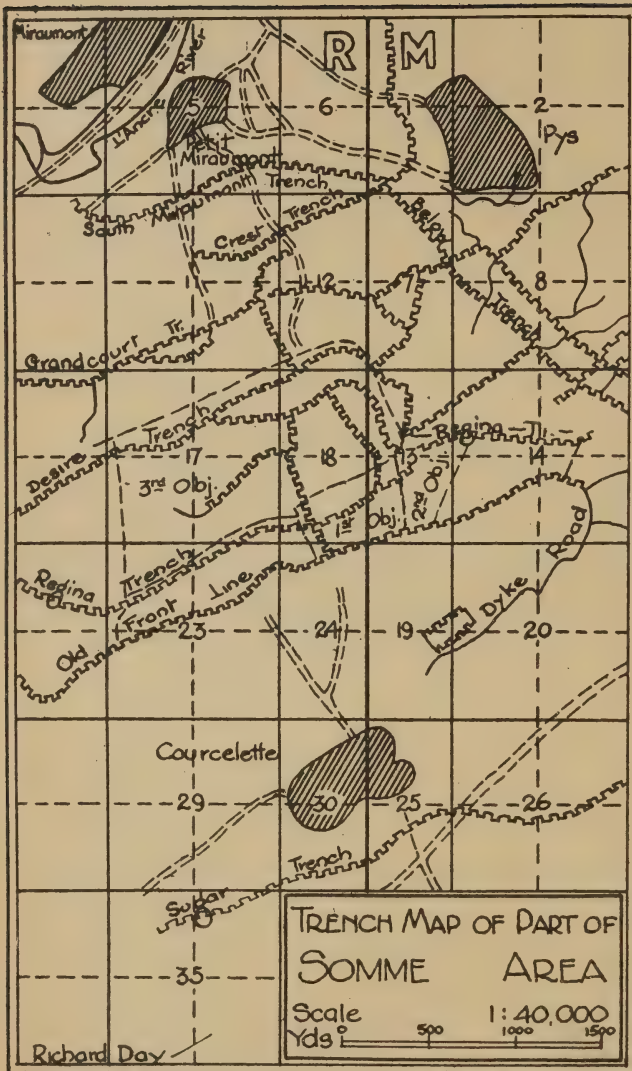 Miraumont
R M
River
L'Ancre
5 6 1 2
Petit
Miraumont
Pys
South Miraumont Trench
Crest Trench
Below
Trench
12 7 8
Grandcourt Tr.
Desire Trench
Regina Tr.
17 18 13 14
3rd Obj.
1st Obj.
2nd Obj.
Regina Trench
Old Front Line
Dyke Road
23 24 19 20
Courcelette
29 30 25 26
Sugar Trench
35
TRENCH MAP OF PART OF
SOMME AREA
Scale 1:40,000
Yds 0 500 1000 1500
Richard Day